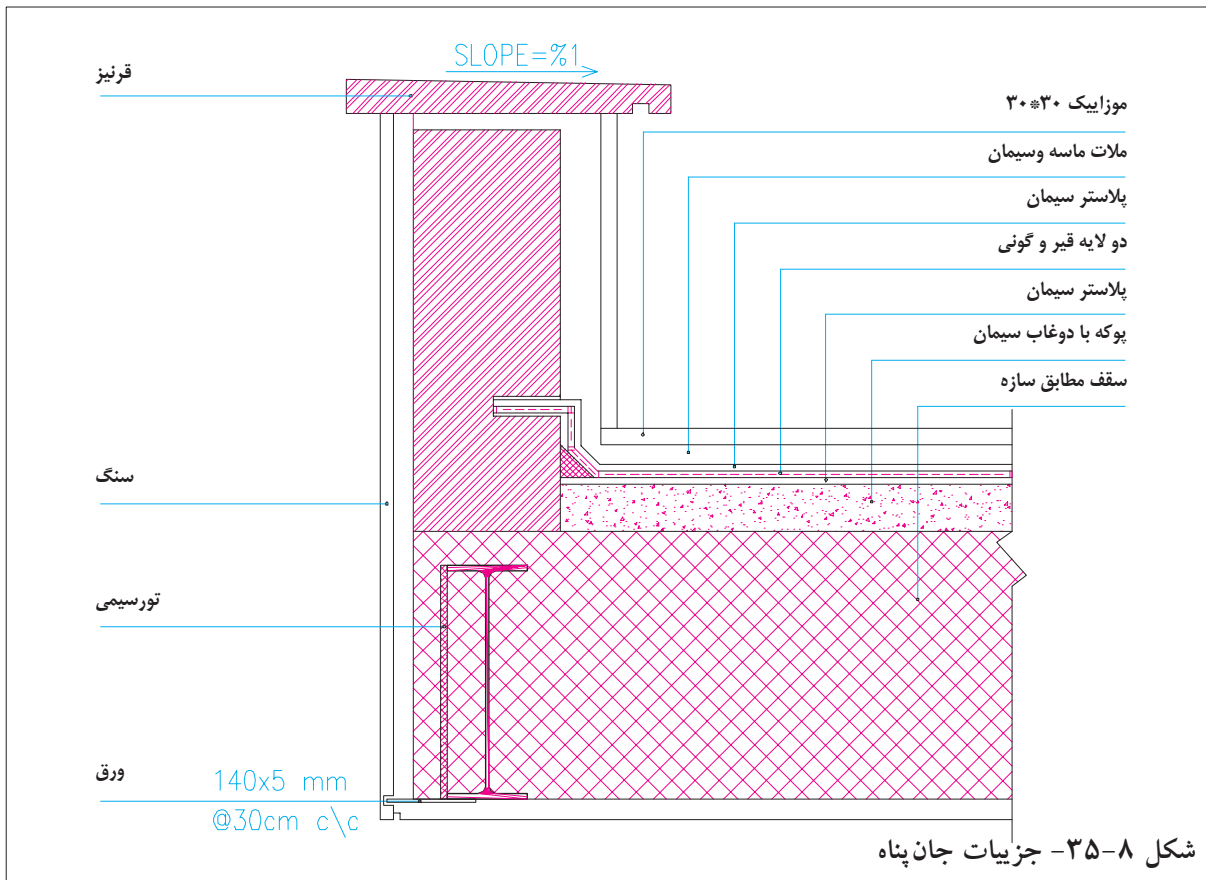 SLOPE=%1
قرنیز
موزاییک ۳۰*۳۰
ملات ماسه وسیمان
پلاستر سیمان
دو لایه قیر و گونی
پلاستر سیمان
پوکه با دوغاب سیمان
سقف مطابق سازه
سنگ
تورسیمی
ورق
140x5 mm
@30cm c\c
شکل ۸-۳۵- جزییات جان‌پناه